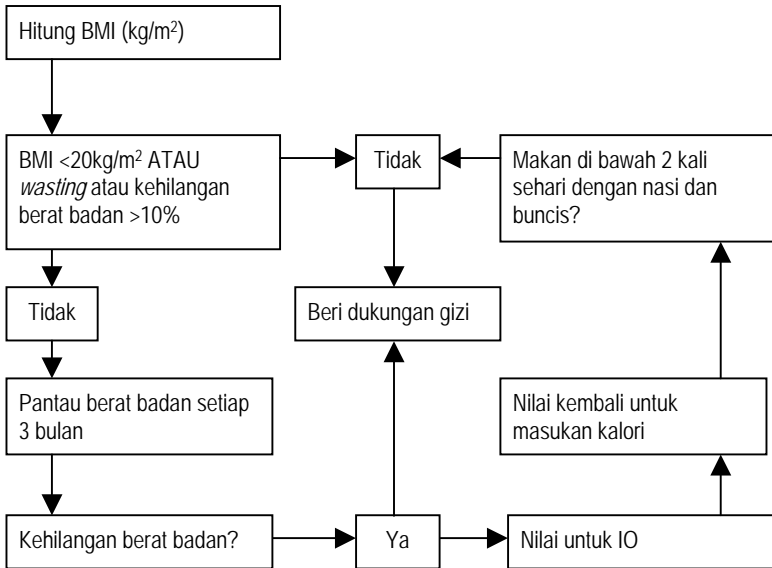 Hitung BMI (kg/m²)
BMI <20kg/m² ATAU
wasting atau kehilangan
berat badan >10%
Tidak
Makan di bawah 2 kali
sehari dengan nasi dan
buncis?
Tidak
Beri dukungan gizi
Pantau berat badan setiap
3 bulan
Nilai kembali untuk
masukan kalori
Kehilangan berat badan?
Ya
Nilai untuk IO